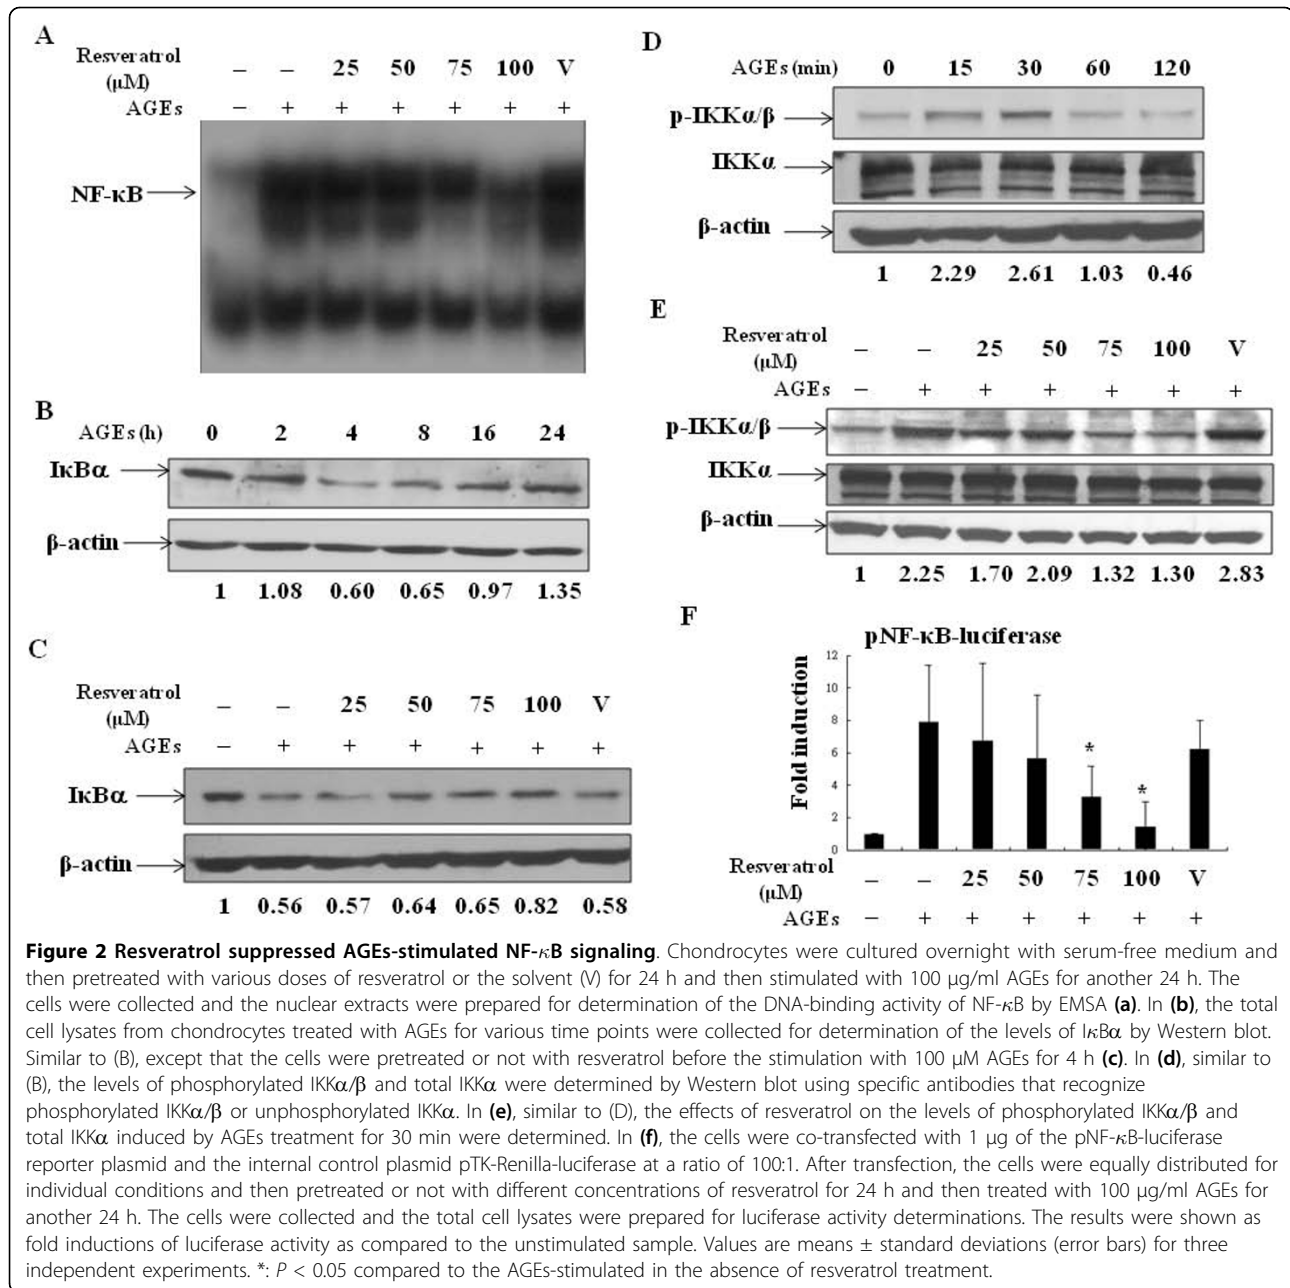 A
Resveratrol
(μM)
– – 25 50 75 100 V
AGEs – + + + + + +
NF-κB
B
AGEs (h) 0 2 4 8 16 24
IκBα
β-actin
1 1.08 0.60 0.65 0.97 1.35
C
Resveratrol
(μM)
– – 25 50 75 100 V
AGEs – + + + + + +
IκBα
β-actin
1 0.56 0.57 0.64 0.65 0.82 0.58
D
AGEs (min) 0 15 30 60 120
p-IKKα/β
IKKα
β-actin
1 2.29 2.61 1.03 0.46
E
Resveratrol
(μM)
– – 25 50 75 100 V
AGEs – + + + + + +
p-IKKα/β
IKKα
β-actin
1 2.25 1.70 2.09 1.32 1.30 2.83
F
pNF-κB-luciferase
Fold induction
12
10
8
6
4
2
0
* *
Resveratrol
(μM)
– – 25 50 75 100 V
AGEs – + + + + + +
Figure 2 Resveratrol suppressed AGEs-stimulated NF-κB signaling. Chondrocytes were cultured overnight with serum-free medium and
then pretreated with various doses of resveratrol or the solvent (V) for 24 h and then stimulated with 100 μg/ml AGEs for another 24 h. The
cells were collected and the nuclear extracts were prepared for determination of the DNA-binding activity of NF-κB by EMSA (a). In (b), the total
cell lysates from chondrocytes treated with AGEs for various time points were collected for determination of the levels of IκBα by Western blot.
Similar to (B), except that the cells were pretreated or not with resveratrol before the stimulation with 100 μM AGEs for 4 h (c). In (d), similar to
(B), the levels of phosphorylated IKKα/β and total IKKα were determined by Western blot using specific antibodies that recognize
phosphorylated IKKα/β or unphosphorylated IKKα. In (e), similar to (D), the effects of resveratrol on the levels of phosphorylated IKKα/β and
total IKKα induced by AGEs treatment for 30 min were determined. In (f), the cells were co-transfected with 1 μg of the pNF-κB-luciferase
reporter plasmid and the internal control plasmid pTK-Renilla-luciferase at a ratio of 100:1. After transfection, the cells were equally distributed for
individual conditions and then pretreated or not with different concentrations of resveratrol for 24 h and then treated with 100 μg/ml AGEs for
another 24 h. The cells were collected and the total cell lysates were prepared for luciferase activity determinations. The results were shown as
fold inductions of luciferase activity as compared to the unstimulated sample. Values are means ± standard deviations (error bars) for three
independent experiments. *: P < 0.05 compared to the AGEs-stimulated in the absence of resveratrol treatment.